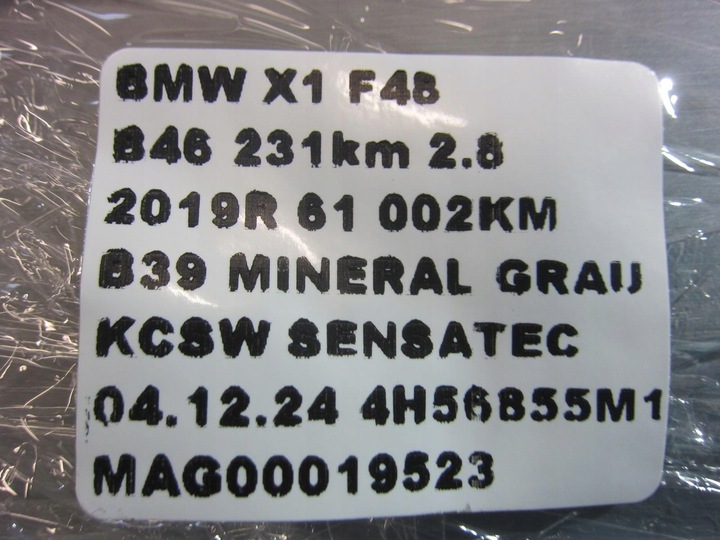 BMW X1 F48
B46 231km 2.8
2019R 61 002KM
B39 MINERAL GRAU
KCSW SENSATEC
04.12.24 4H56855M1
MAG00019523